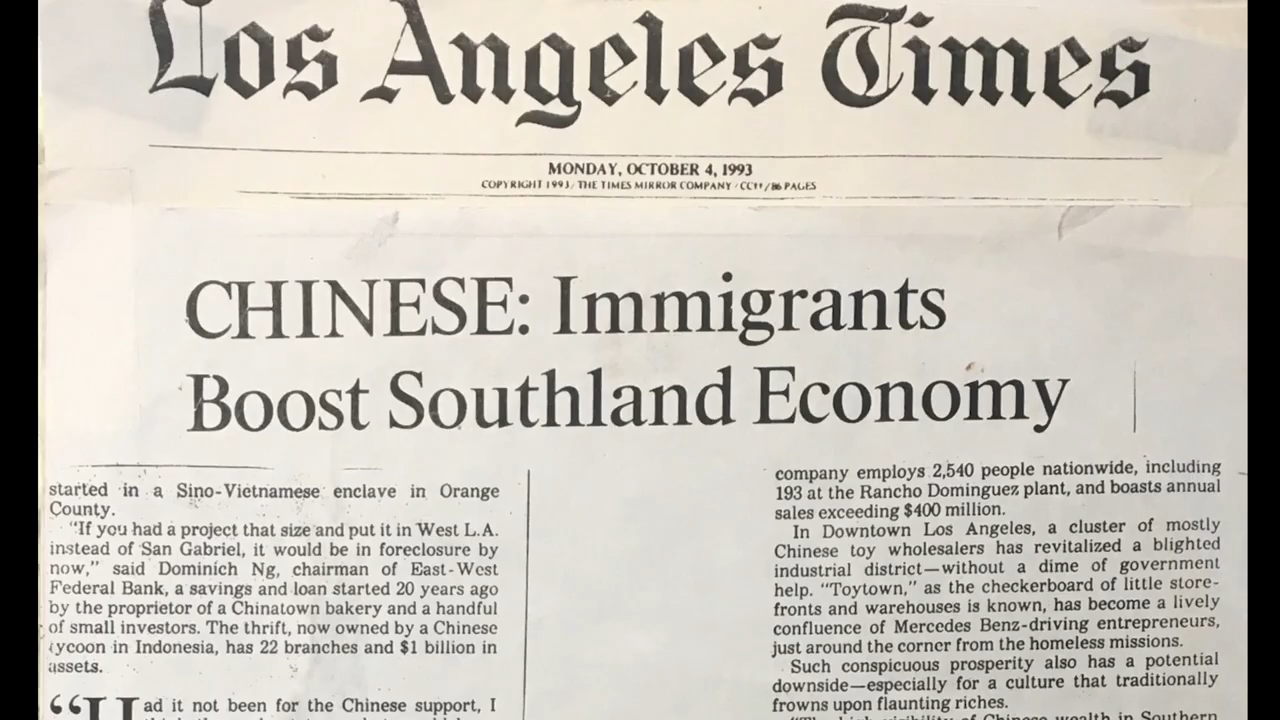 Los Angeles Times
MONDAY, OCTOBER 4, 1993
COPYRIGHT 1993/THE TIMES MIRROR COMPANY/CC††/86 PAGES
CHINESE: Immigrants
Boost Southland Economy
started in a Sino-Vietnamese enclave in Orange
County.
"If you had a project that size and put it in West L.A.
instead of San Gabriel, it would be in foreclosure by
now," said Dominich Ng, chairman of East-West
Federal Bank, a savings and loan started 20 years ago
by the proprietor of a Chinatown bakery and a handful
of small investors. The thrift, now owned by a Chinese
tycoon in Indonesia, has 22 branches and $1 billion in
assets.
"Had it not been for the Chinese support, I
company employs 2,540 people nationwide, including
193 at the Rancho Dominguez plant, and boasts annual
sales exceeding $400 million.
In Downtown Los Angeles, a cluster of mostly
Chinese toy wholesalers has revitalized a blighted
industrial district—without a dime of government
help. "Toytown," as the checkerboard of little store-
fronts and warehouses is known, has become a lively
confluence of Mercedes Benz-driving entrepreneurs,
just around the corner from the homeless missions.
Such conspicuous prosperity also has a potential
downside—especially for a culture that traditionally
frowns upon flaunting riches.
of Chinese wealth in Southern